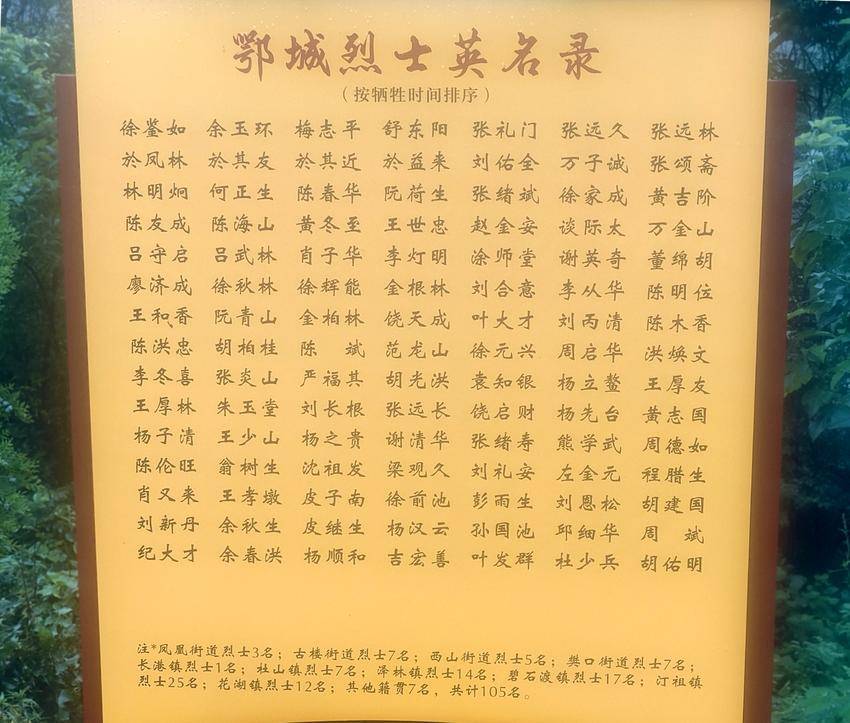 鄂城烈士英名录
（按牺牲时间排序）
徐鉴如 余玉环 梅志平 舒东阳 张礼门 张远久 张远林
於凤林 於其友 於其近 於益来 刘佑全 万子诚 张颂斋
林明炯 何正生 陈春华 阮荷生 张绪斌 徐家成 黄吉阶
陈友成 陈海山 黄冬至 王世忠 赵金安 谈际太 万金山
吕守启 吕武林 肖子华 李灯明 涂师堂 谢英奇 董绵胡
廖济成 徐秋林 徐辉能 金根林 刘合意 李从华 陈明位
王和香 阮青山 金柏林 饶天成 叶大才 刘丙清 陈木香
陈洪忠 胡柏桂 陈 斌 范龙山 徐元兴 周启华 洪焕文
李冬喜 张炎山 严福其 胡光洪 袁知银 杨立鳌 王厚友
王厚林 朱玉堂 刘长根 张远长 饶启财 杨先台 黄志国
杨子清 王少山 杨之贵 谢清华 张绪寿 熊学武 周德如
陈伦旺 翁树生 沈祖发 梁观久 刘礼安 左金元 程腊生
肖又来 王孝墩 皮子南 徐前池 彭雨生 刘恩松 胡建国
刘新丹 余秋生 皮继生 杨汉云 孙国池 邱细华 周 斌
纪大才 余春洪 杨顺和 吉宏善 叶发群 杜少兵 胡佑明
注*凤凰街道烈士3名；古楼街道烈士7名；西山街道烈士5名；樊口街道烈士7名；
长港镇烈士1名；杜山镇烈士7名；泽林镇烈士14名；碧石渡镇烈士17名；汀祖镇
烈士25名；花湖镇烈士12名；其他籍贯7名，共计105名。